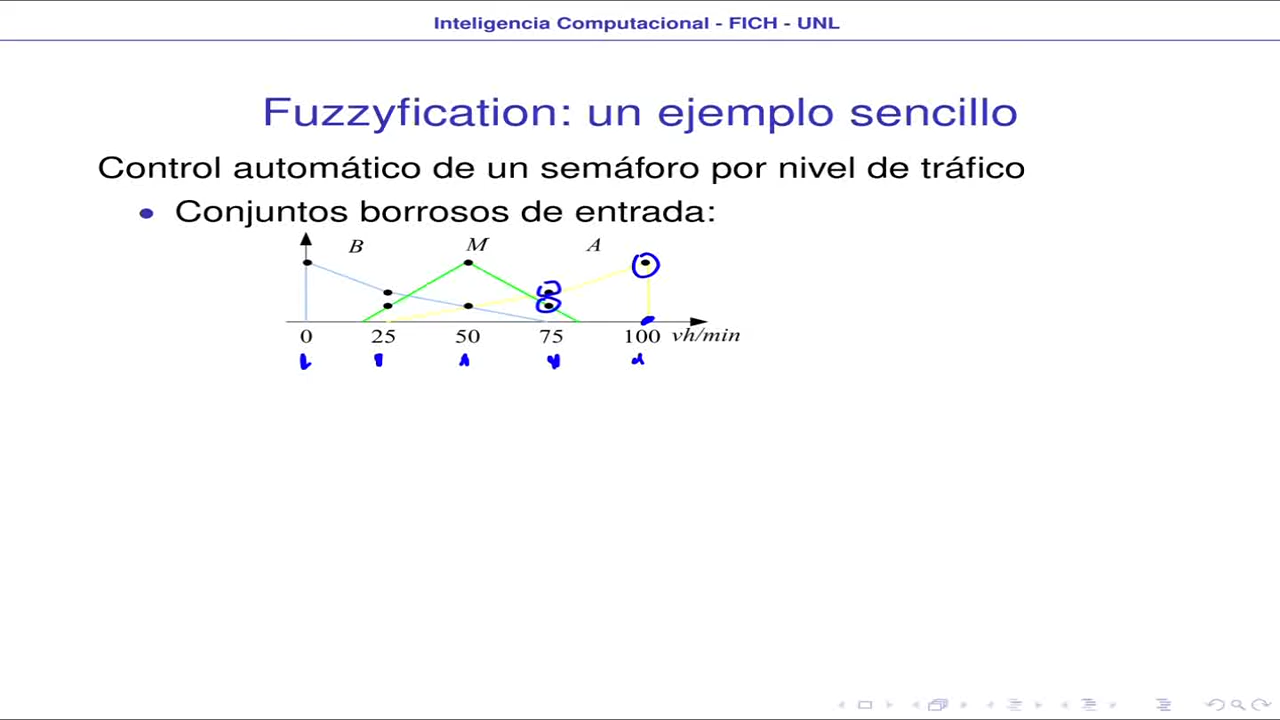 Inteligencia Computacional - FICH - UNL
Fuzzyfication: un ejemplo sencillo
Control automático de un semáforo por nivel de tráfico
• Conjuntos borrosos de entrada:
B M A
0 25 50 75 100 vh/min